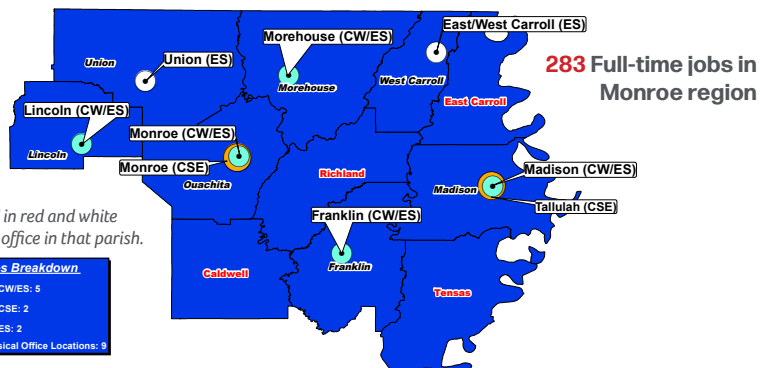 East/West Carroll (ES)
Morehouse (CW/ES)
Union
Union (ES)
283 Full-time jobs in
Monroe region
West Carroll
Morehouse
East Carroll
Lincoln (CW/ES)
Monroe (CW/ES)
Lincoln
Monroe (CSE)
Richland
Madison (CW/ES)
Ouachita
Madison
Tallulah (CSE)
in red and white
office in that parish.
Franklin (CW/ES)
Caldwell
Franklin
Tensas
Breakdown
CW/ES: 5
CSE: 2
ES: 2
Office Locations: 9